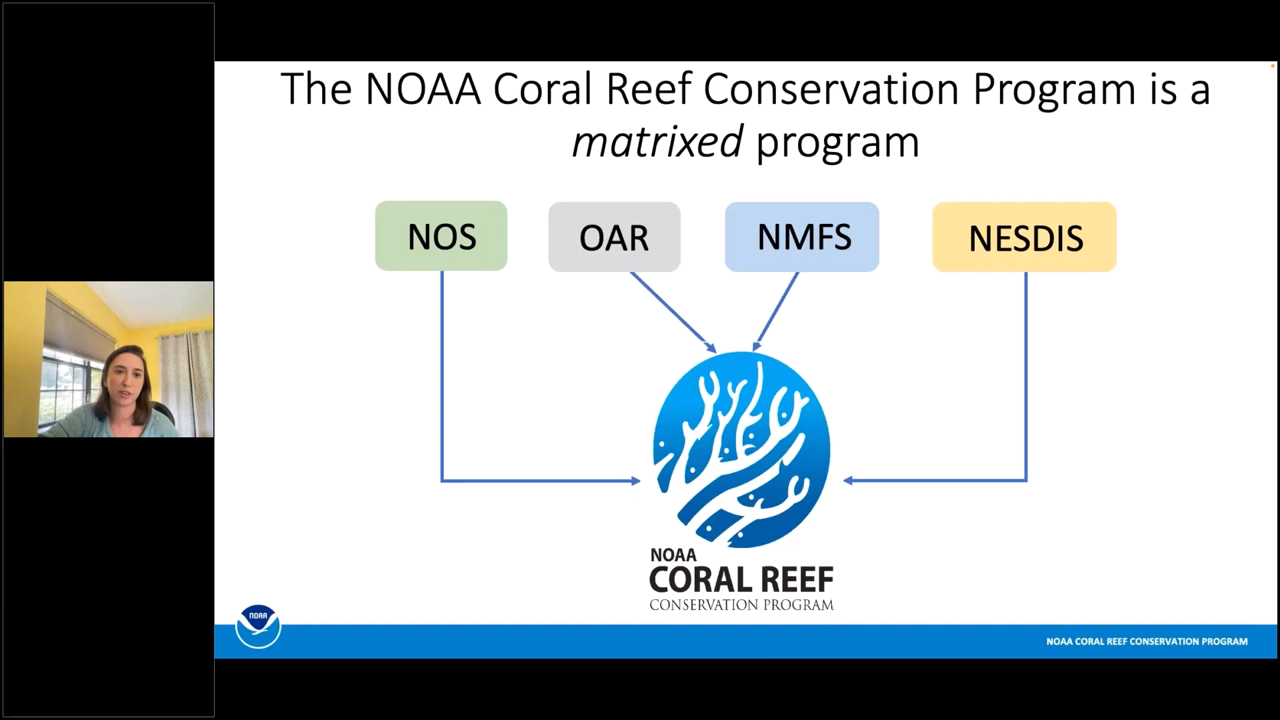 The NOAA Coral Reef Conservation Program is a
matrixed program
NOS
OAR
NMFS
NESDIS
NOAA
CORAL REEF
CONSERVATION PROGRAM
NOAA
NOAA CORAL REEF CONSERVATION PROGRAM